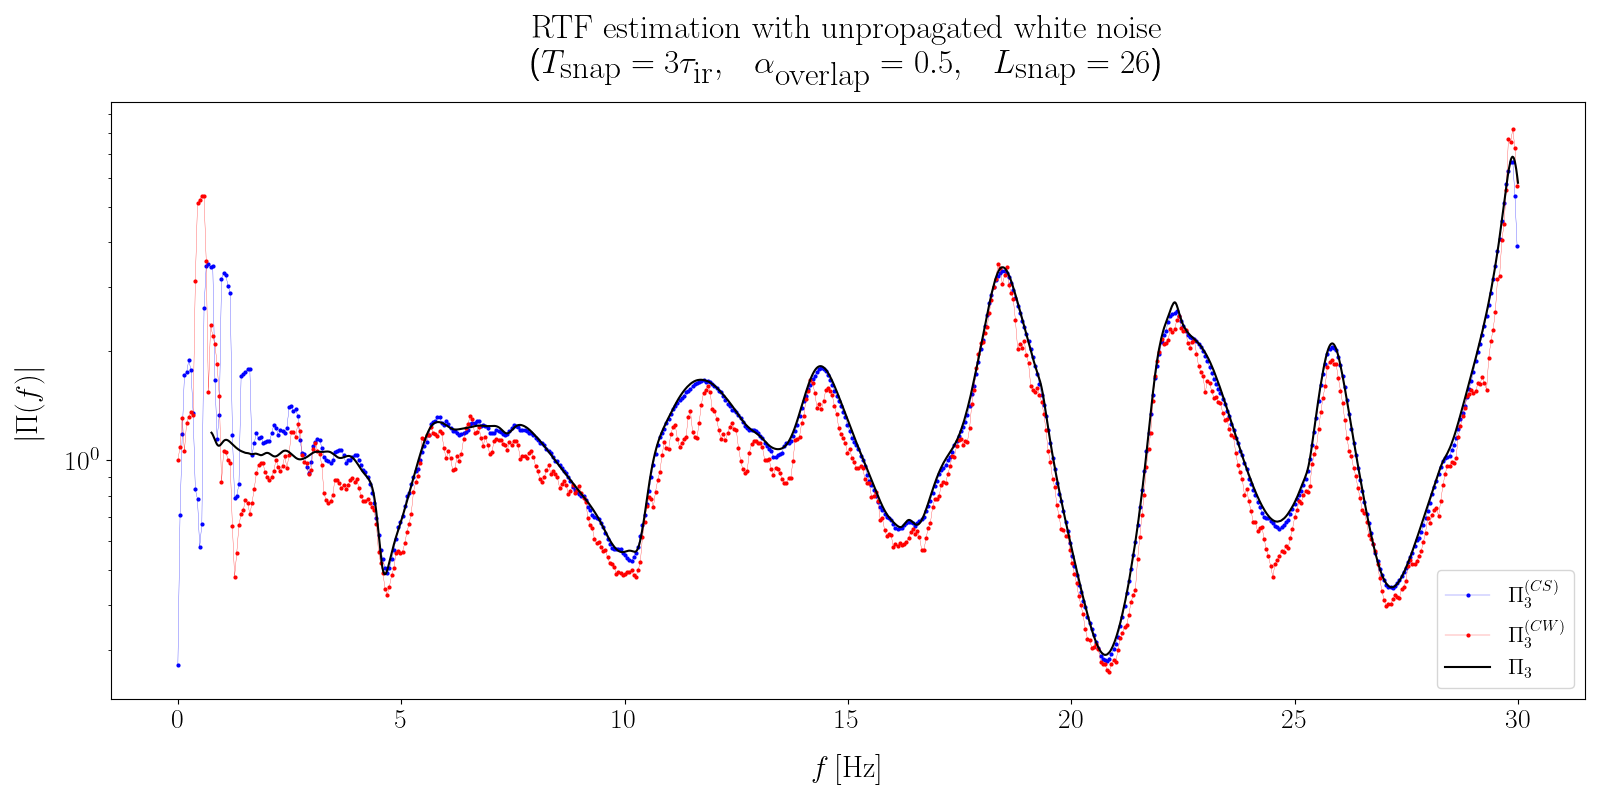 RTF estimation with unpropagated white noise
(T_snap = 3τ_ir, α_overlap = 0.5, L_snap = 26)
|Π(f)|
10^0
0 5 10 15 20 25 30
f [Hz]
Π_3^(CS)
Π_3^(CW)
Π_3